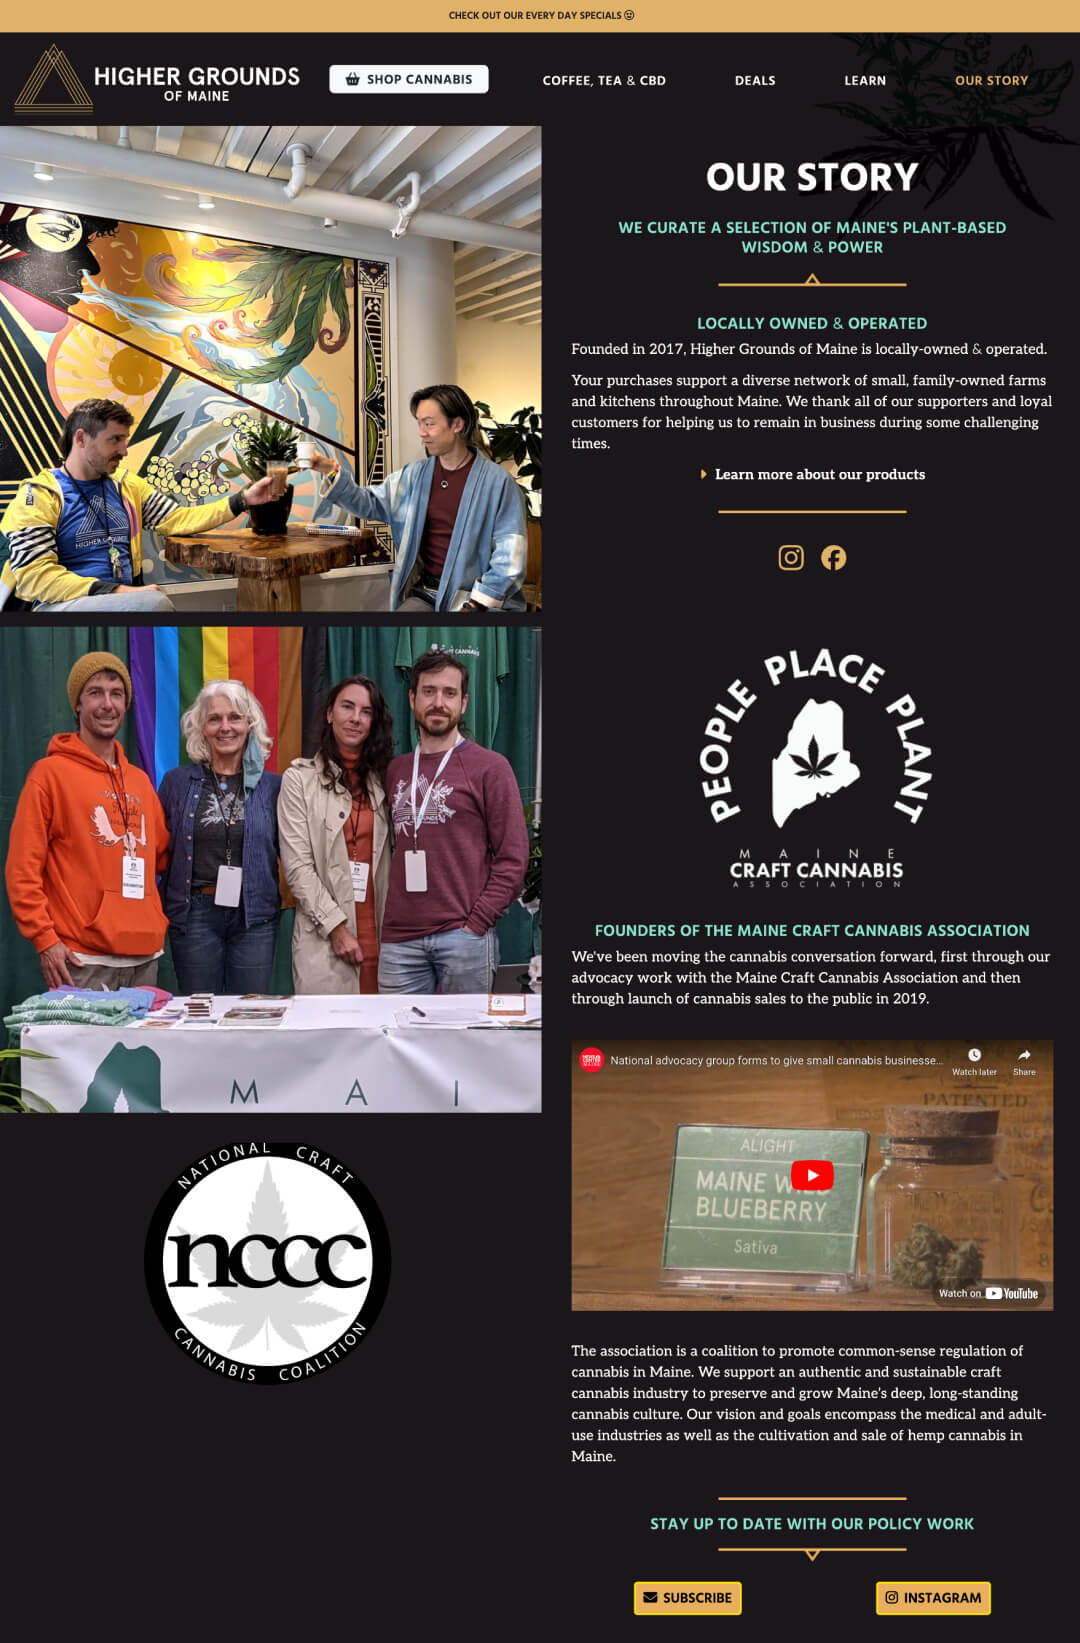 CHECK OUT OUR EVERY DAY SPECIALS 😜
HIGHER GROUNDS
OF MAINE
SHOP CANNABIS
COFFEE, TEA & CBD
DEALS
LEARN
OUR STORY
OUR STORY
WE CURATE A SELECTION OF MAINE'S PLANT-BASED
WISDOM & POWER
LOCALLY OWNED & OPERATED
Founded in 2017, Higher Grounds of Maine is locally-owned & operated.
Your purchases support a diverse network of small, family-owned farms
and kitchens throughout Maine. We thank all of our supporters and loyal
customers for helping us to remain in business during some challenging
times.
Learn more about our products
PEOPLE PLACE PLANT
MAINE
CRAFT CANNABIS
ASSOCIATION
FOUNDERS OF THE MAINE CRAFT CANNABIS ASSOCIATION
We've been moving the cannabis conversation forward, first through our
advocacy work with the Maine Craft Cannabis Association and then
through launch of cannabis sales to the public in 2019.
M A I
NATIONAL CRAFT
nccc
CANNABIS COALITION
National advocacy group forms to give small cannabis businesse...
Watch later
Share
PATENTED
ALIGHT
MAINE WILD
BLUEBERRY
Sativa
Watch on YouTube
The association is a coalition to promote common-sense regulation of
cannabis in Maine. We support an authentic and sustainable craft
cannabis industry to preserve and grow Maine's deep, long-standing
cannabis culture. Our vision and goals encompass the medical and adult-
use industries as well as the cultivation and sale of hemp cannabis in
Maine.
STAY UP TO DATE WITH OUR POLICY WORK
SUBSCRIBE
INSTAGRAM